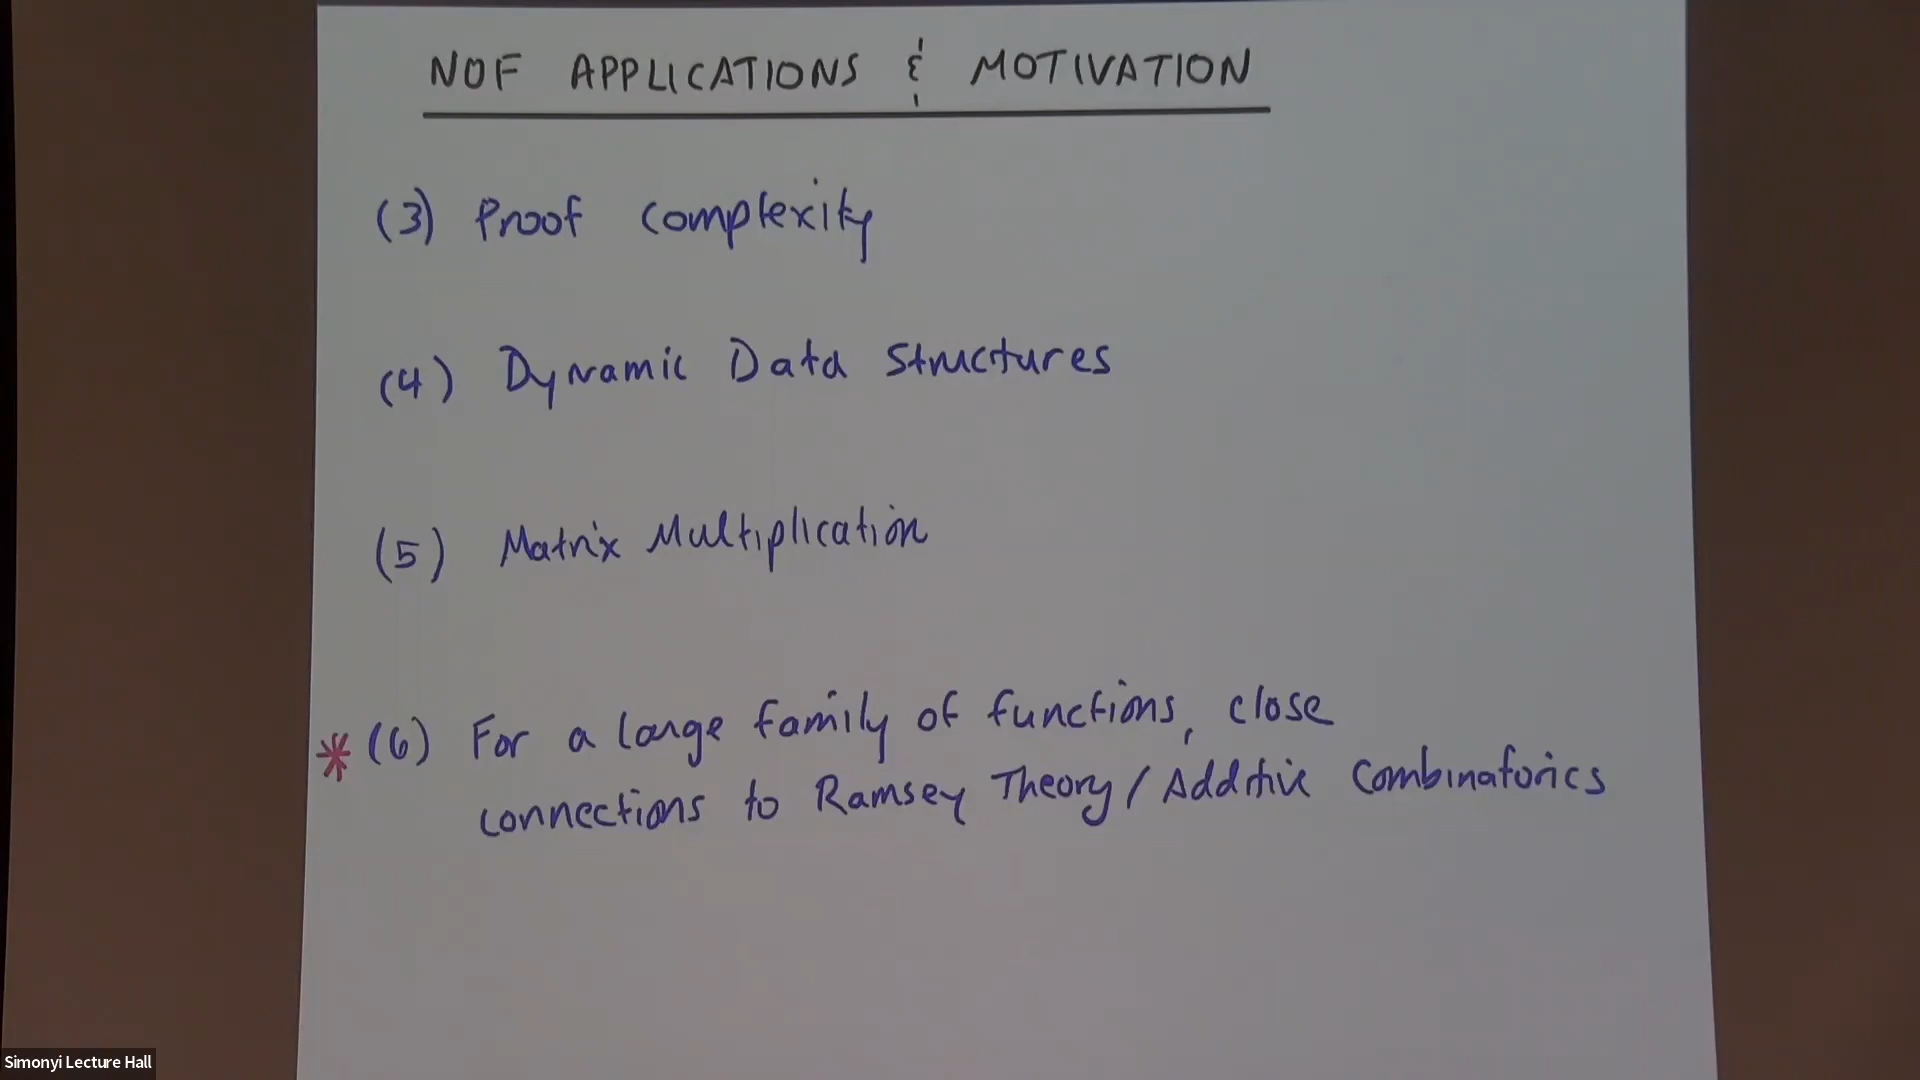 NOF APPLICATIONS & MOTIVATION
(3) Proof complexity
(4) Dynamic Data Structures
(5) Matrix Multiplication
* (6) For a large family of functions, close
connections to Ramsey Theory / Additive Combinatorics
Simonyi Lecture Hall